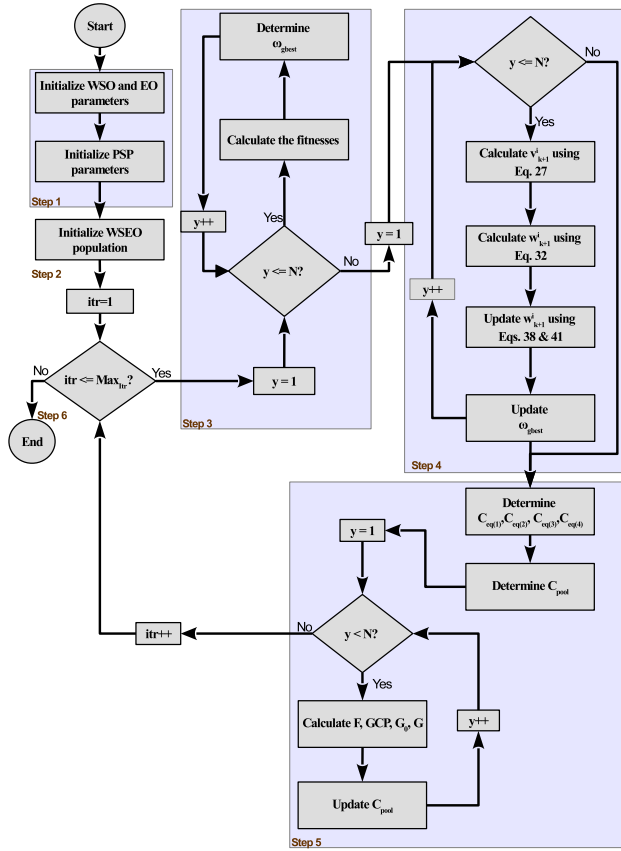 Start
Initialize WSO and EO
parameters
Initialize PSP
parameters
Step 1
Initialize WSEO
population
Step 2
itr=1
No
itr <= Max_Itr?
Yes
Step 6
End
Determine
ω_gbest
Calculate the fitnesses
y++
Yes
y <= N?
No
y = 1
Step 3
y = 1
y <= N?
No
Yes
Calculate v^i_k+1 using
Eq. 27
Calculate w^i_k+1 using
Eq. 32
y++
Update w^i_k+1 using
Eqs. 38 & 41
Update
ω_gbest
Step 4
Determine
C_eq(1),C_eq(2), C_eq(3),C_eq(4)
Determine C_pool
y = 1
y < N?
No
itr++
Yes
Calculate F, GCP, G_0, G
y++
Update C_pool
Step 5